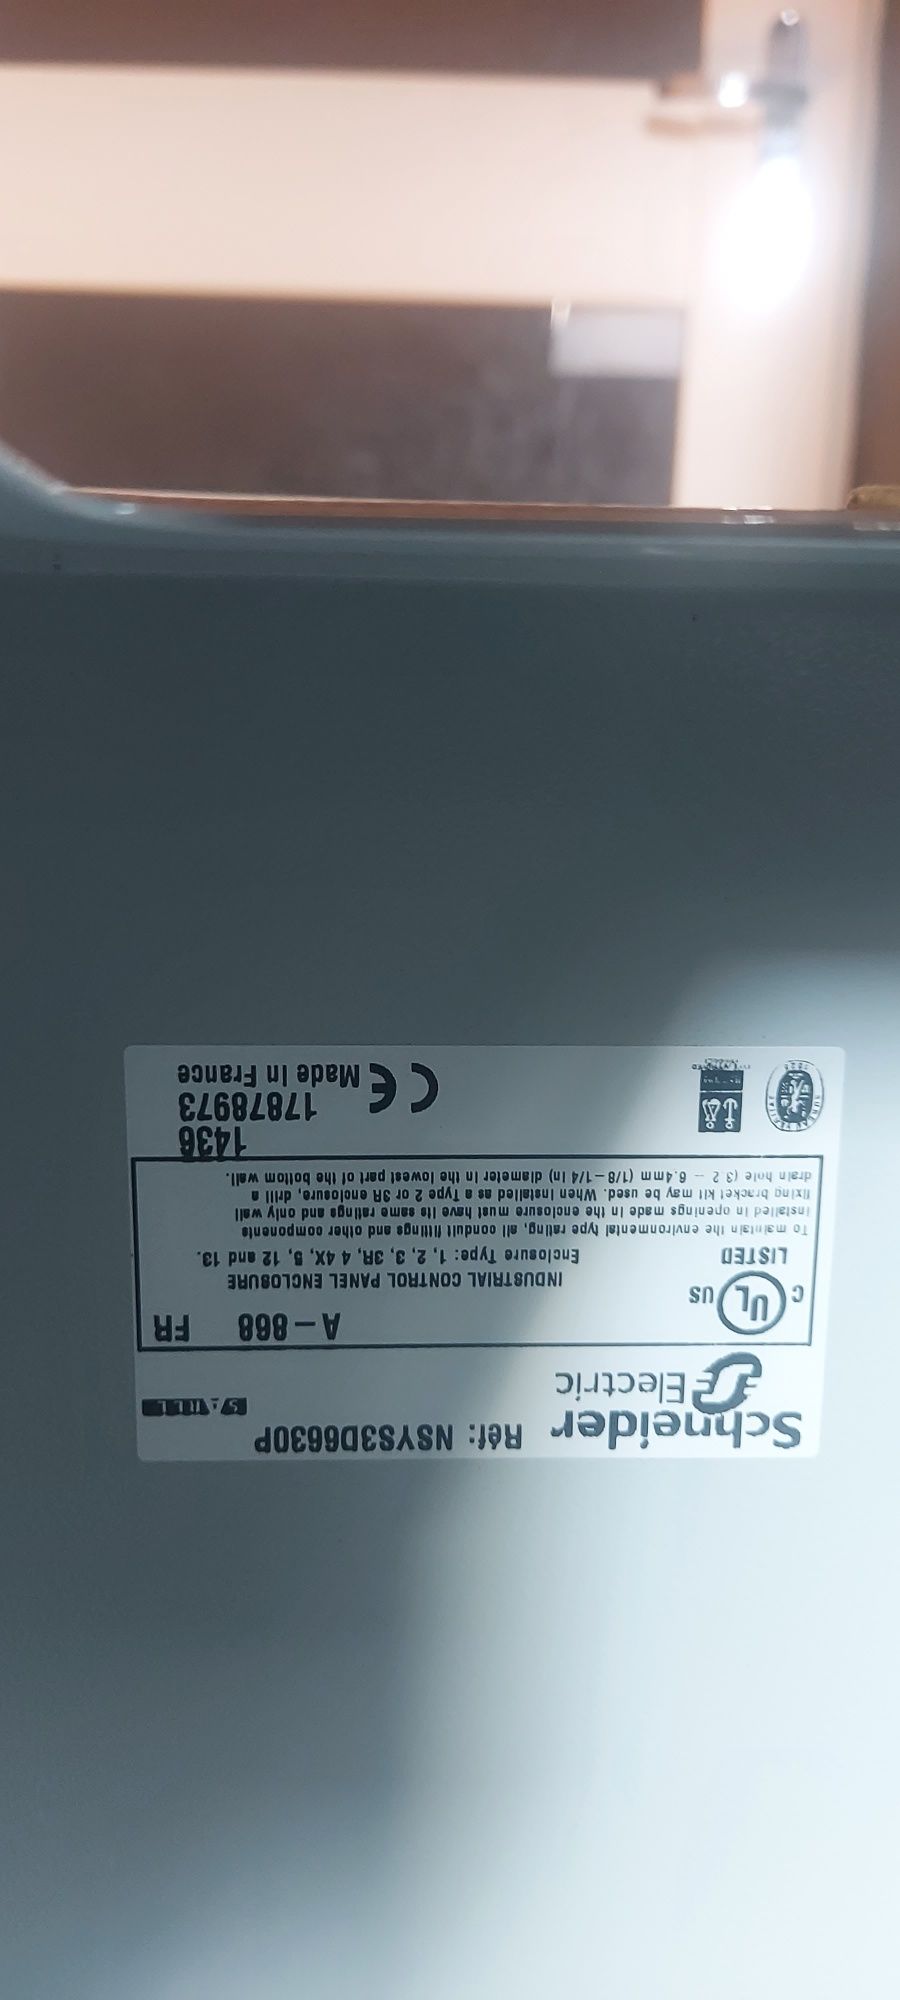 Schneider Electric Réf: NSYS3D6630P
C UL US LISTED
A-868 FR
INDUSTRIAL CONTROL PANEL ENCLOSURE
Enclosure Type: 1, 2, 3, 3R, 4 4X, 5, 12 and 13.
To maintain the environmental type rating, all conduit fittings and other components
installed in openings made in the enclosure must have its same ratings and only wall
fixing bracket kit may be used. When installed as a Type 2 or 3R enclosure, drill a
drain hole (3 2 - 6.4mm (1/8-1/4 in) diameter in the lowest part of the bottom wall.
1436
17878973
CE Made in France
BUREAU VERITAS
1828